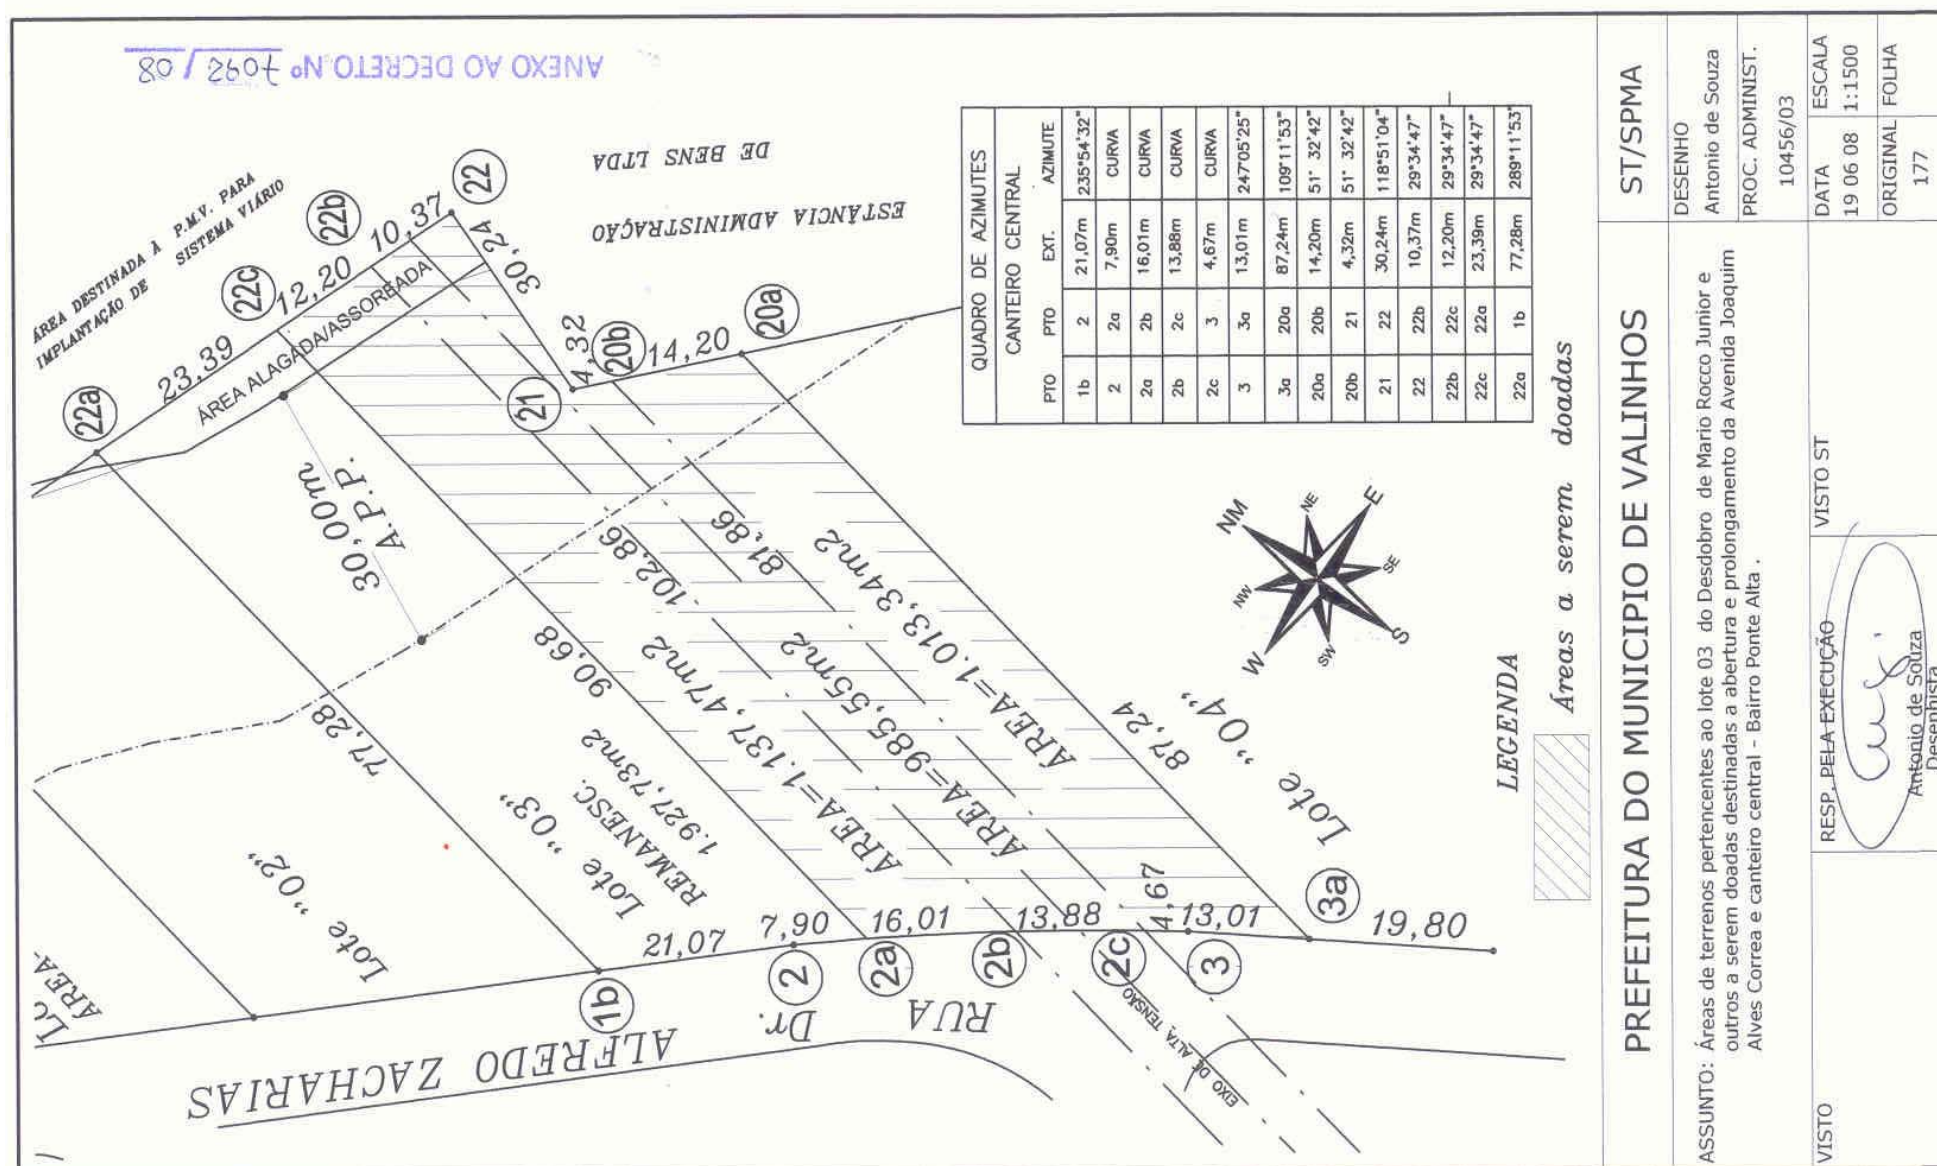 ANEXO AO DECRETO Nº 7092/08
ÁREA DESTINADA À P.M.V. PARA
IMPLANTAÇÃO DE SISTEMA VIÁRIO
ESTÂNCIA ADMINISTRAÇÃO
DE BENS LTDA
22a
23,39
22c
12,20
22b
10,37
22
30,24
ÁREA ALAGADA/ASSOREADA
21
4,32
20b
14,20
20a
30,00m
A.P.P.
77,28
90,68
102,86
81,86
87,24
ÁREA=1.137,47m2
ÁREA=985,55m2
ÁREA=1.013,34m2
Lote "02"
Lote "03"
REMANESC.
1.927,73m2
Lote "04"
ÁREA=
21,07
7,90
16,01
13,88
4,67
13,01
19,80
1b
2
2a
2b
2c
3
3a
RUA Dr. ALFREDO ZACHARIAS
EIXO DE ALTA TENSÃO
QUADRO DE AZIMUTES
CANTEIRO CENTRAL
PTO PTO EXT. AZIMUTE
1b 2 21,07m 235°54'32"
2 2a 7,90m CURVA
2a 2b 16,01m CURVA
2b 2c 13,88m CURVA
2c 3 4,67m CURVA
3 3a 13,01m 247°05'25"
3a 20a 87,24m 109°11'53"
20a 20b 14,20m 51° 32'42"
20b 21 4,32m 51° 32'42"
21 22 30,24m 118°51'04"
22 22b 10,37m 29°34'47"
22b 22c 12,20m 29°34'47"
22c 22a 23,39m 29°34'47"
22a 1b 77,28m 289°11'53"
NM
NE
E
SE
S
SW
W
NW
LEGENDA
Áreas a serem doadas
PREFEITURA DO MUNICIPIO DE VALINHOS
ST/SPMA
ASSUNTO: Áreas de terrenos pertencentes ao lote 03 do Desdobro de Mario Rocco Junior e
outros a serem doadas destinadas a abertura e prolongamento da Avenida Joaquim
Alves Correa e canteiro central - Bairro Ponte Alta .
DESENHO
Antonio de Souza
PROC. ADMINIST.
10456/03
VISTO
RESP. PELA EXECUÇÃO
Antonio de Souza
Desenhista
VISTO ST
DATA
19 06 08
ESCALA
1:1500
ORIGINAL
177
FOLHA